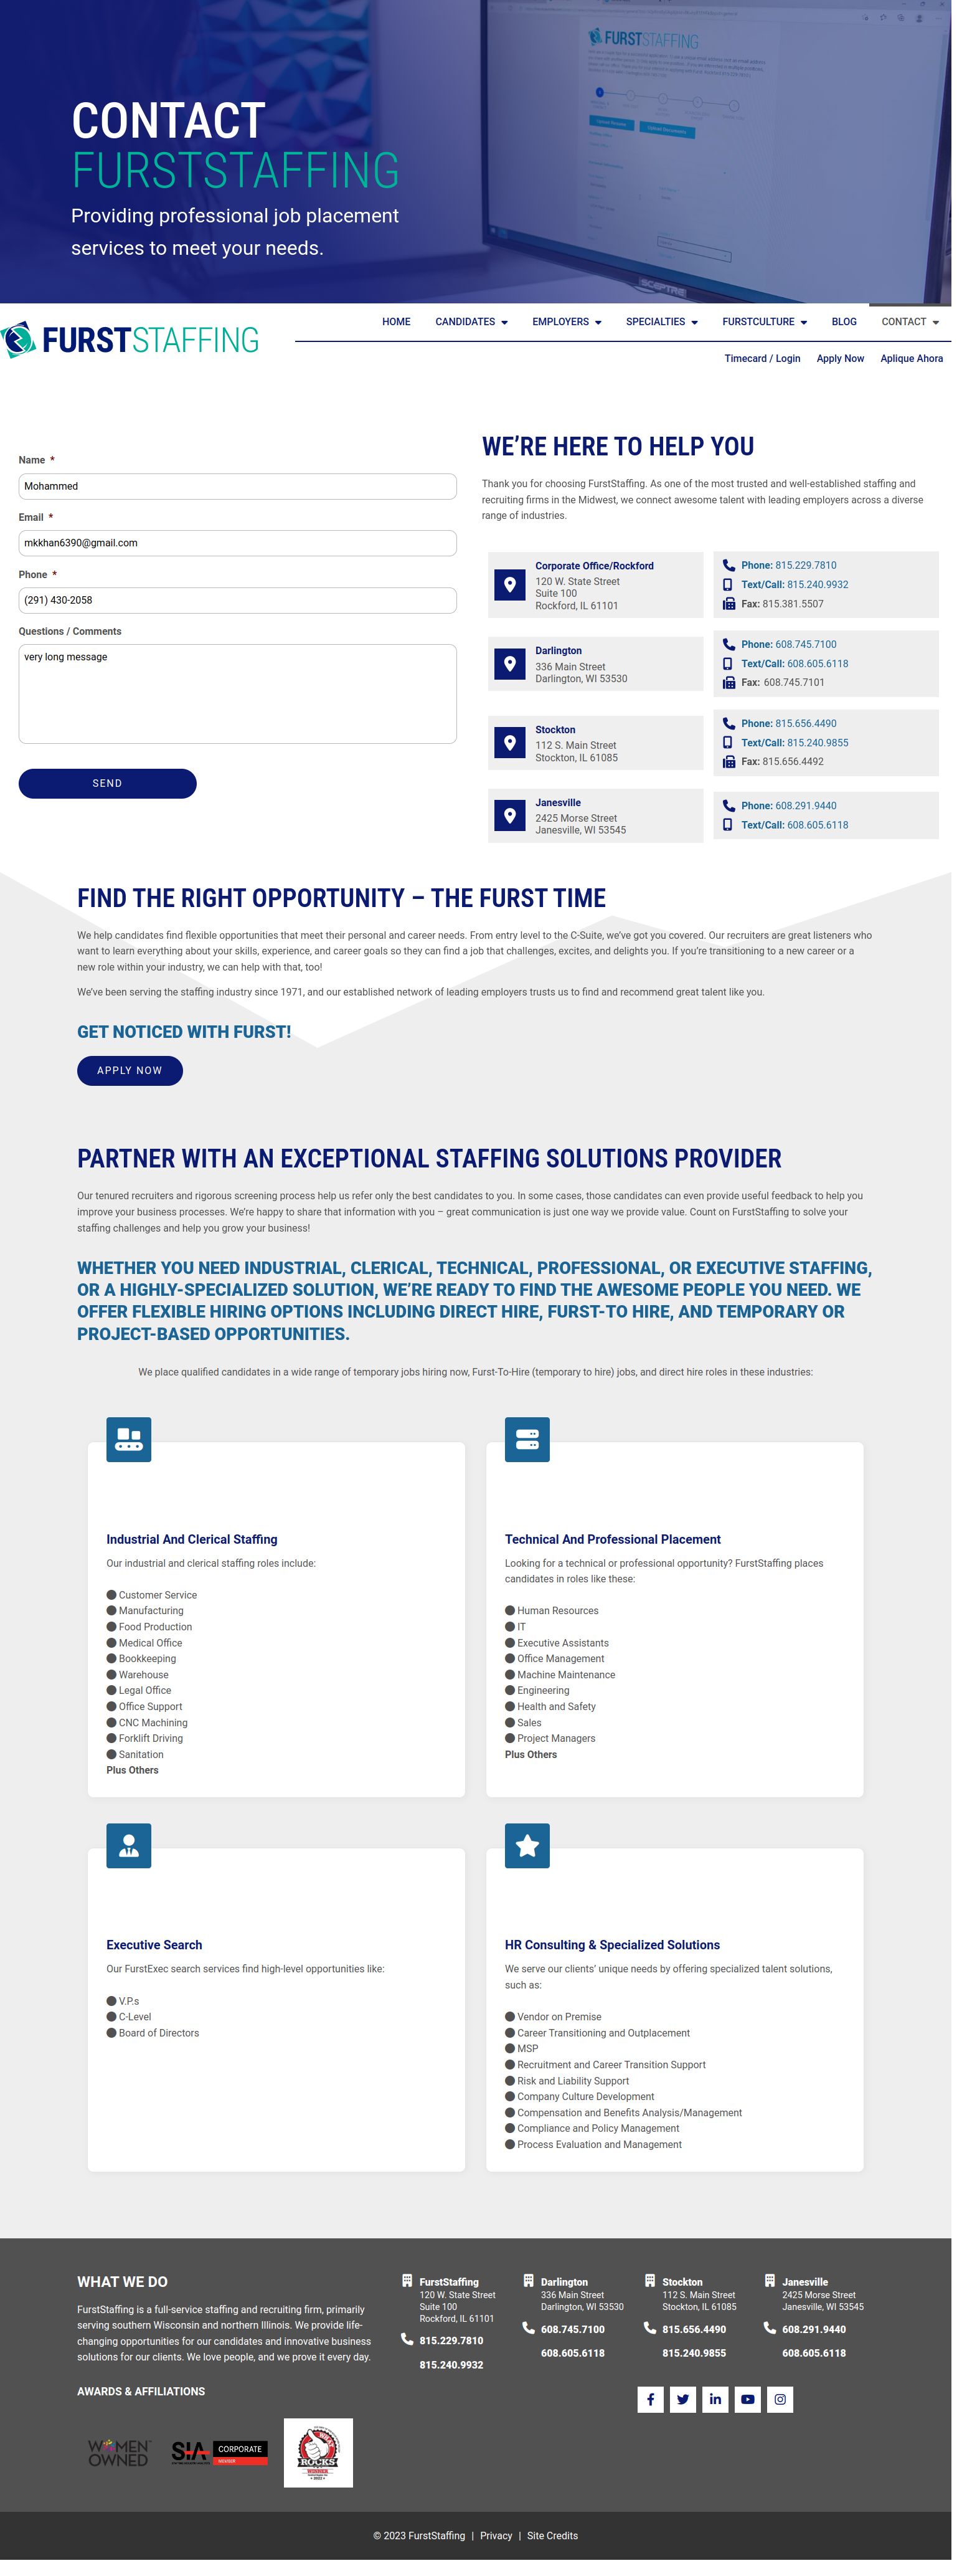 FURSTSTAFFING
CONTACT
FURSTSTAFFING
Providing professional job placement
services to meet your needs.
SCEPTRE
FURSTSTAFFING
HOME CANDIDATES EMPLOYERS SPECIALTIES FURSTCULTURE BLOG CONTACT
Timecard / Login Apply Now Aplique Ahora
Name *
Mohammed
Email *
mkkhan6390@gmail.com
Phone *
(291) 430-2058
Questions / Comments
very long message
SEND
WE’RE HERE TO HELP YOU
Thank you for choosing FurstStaffing. As one of the most trusted and well-established staffing and
recruiting firms in the Midwest, we connect awesome talent with leading employers across a diverse
range of industries.
Corporate Office/Rockford
120 W. State Street
Suite 100
Rockford, IL 61101
Phone: 815.229.7810
Text/Call: 815.240.9932
Fax: 815.381.5507
Darlington
336 Main Street
Darlington, WI 53530
Phone: 608.745.7100
Text/Call: 608.605.6118
Fax: 608.745.7101
Stockton
112 S. Main Street
Stockton, IL 61085
Phone: 815.656.4490
Text/Call: 815.240.9855
Fax: 815.656.4492
Janesville
2425 Morse Street
Janesville, WI 53545
Phone: 608.291.9440
Text/Call: 608.605.6118
FIND THE RIGHT OPPORTUNITY – THE FURST TIME
We help candidates find flexible opportunities that meet their personal and career needs. From entry level to the C-Suite, we’ve got you covered. Our recruiters are great listeners who
want to learn everything about your skills, experience, and career goals so they can find a job that challenges, excites, and delights you. If you’re transitioning to a new career or a
new role within your industry, we can help with that, too!
We’ve been serving the staffing industry since 1971, and our established network of leading employers trusts us to find and recommend great talent like you.
GET NOTICED WITH FURST!
APPLY NOW
PARTNER WITH AN EXCEPTIONAL STAFFING SOLUTIONS PROVIDER
Our tenured recruiters and rigorous screening process help us refer only the best candidates to you. In some cases, those candidates can even provide useful feedback to help you
improve your business processes. We’re happy to share that information with you – great communication is just one way we provide value. Count on FurstStaffing to solve your
staffing challenges and help you grow your business!
WHETHER YOU NEED INDUSTRIAL, CLERICAL, TECHNICAL, PROFESSIONAL, OR EXECUTIVE STAFFING,
OR A HIGHLY-SPECIALIZED SOLUTION, WE’RE READY TO FIND THE AWESOME PEOPLE YOU NEED. WE
OFFER FLEXIBLE HIRING OPTIONS INCLUDING DIRECT HIRE, FURST-TO HIRE, AND TEMPORARY OR
PROJECT-BASED OPPORTUNITIES.
We place qualified candidates in a wide range of temporary jobs hiring now, Furst-To-Hire (temporary to hire) jobs, and direct hire roles in these industries:
Industrial And Clerical Staffing
Our industrial and clerical staffing roles include:
Customer Service
Manufacturing
Food Production
Medical Office
Bookkeeping
Warehouse
Legal Office
Office Support
CNC Machining
Forklift Driving
Sanitation
Plus Others
Technical And Professional Placement
Looking for a technical or professional opportunity? FurstStaffing places
candidates in roles like these:
Human Resources
IT
Executive Assistants
Office Management
Machine Maintenance
Engineering
Health and Safety
Sales
Project Managers
Plus Others
Executive Search
Our FurstExec search services find high-level opportunities like:
V.P.s
C-Level
Board of Directors
HR Consulting & Specialized Solutions
We serve our clients’ unique needs by offering specialized talent solutions,
such as:
Vendor on Premise
Career Transitioning and Outplacement
MSP
Recruitment and Career Transition Support
Risk and Liability Support
Company Culture Development
Compensation and Benefits Analysis/Management
Compliance and Policy Management
Process Evaluation and Management
WHAT WE DO
FurstStaffing is a full-service staffing and recruiting firm, primarily
serving southern Wisconsin and northern Illinois. We provide life-
changing opportunities for our candidates and innovative business
solutions for our clients. We love people, and we prove it every day.
AWARDS & AFFILIATIONS
WOMEN
OWNED
SIA CORPORATE
MEMBER
ROCKS
WINNER
FurstStaffing
120 W. State Street
Suite 100
Rockford, IL 61101
815.229.7810
815.240.9932
Darlington
336 Main Street
Darlington, WI 53530
608.745.7100
608.605.6118
Stockton
112 S. Main Street
Stockton, IL 61085
815.656.4490
815.240.9855
Janesville
2425 Morse Street
Janesville, WI 53545
608.291.9440
608.605.6118
© 2023 FurstStaffing | Privacy | Site Credits